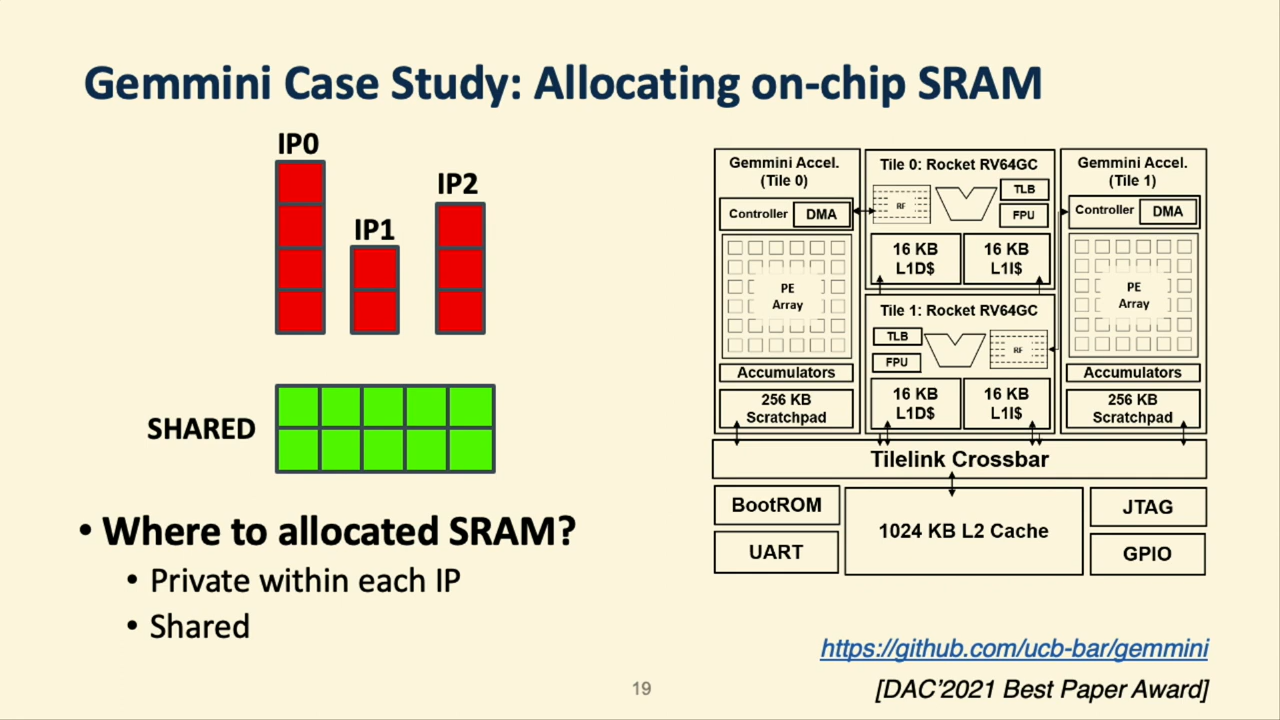 Gemmini Case Study: Allocating on-chip SRAM
IP0
IP1
IP2
SHARED
• Where to allocated SRAM?
• Private within each IP
• Shared
Gemmini Accel.
(Tile 0)
Controller
DMA
PE
Array
Accumulators
256 KB
Scratchpad
Tile 0: Rocket RV64GC
RF
TLB
FPU
16 KB
L1D$
16 KB
L1I$
Tile 1: Rocket RV64GC
TLB
FPU
RF
16 KB
L1D$
16 KB
L1I$
Gemmini Accel.
(Tile 1)
Controller
DMA
PE
Array
Accumulators
256 KB
Scratchpad
Tilelink Crossbar
BootROM
UART
1024 KB L2 Cache
JTAG
GPIO
https://github.com/ucb-bar/gemmini
[DAC'2021 Best Paper Award]
19